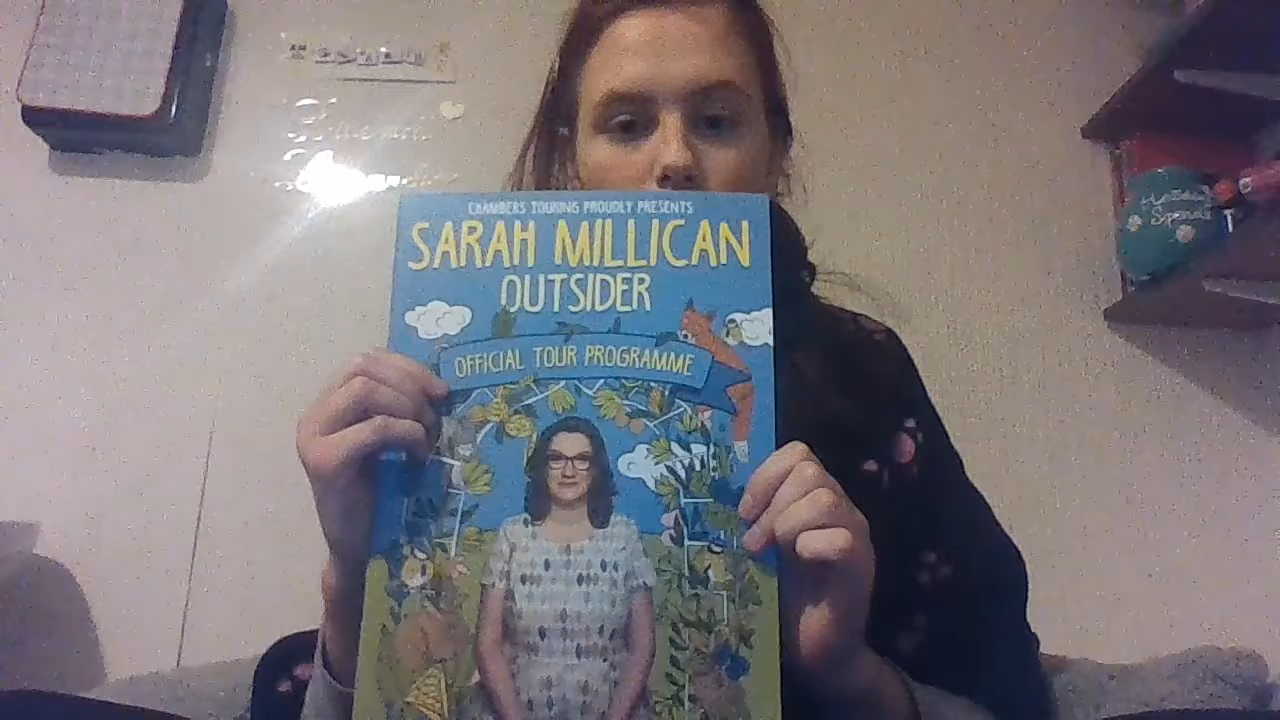 CHAMBERS TOURING PROUDLY PRESENTS
SARAH MILLICAN
OUTSIDER
OFFICIAL TOUR PROGRAMME